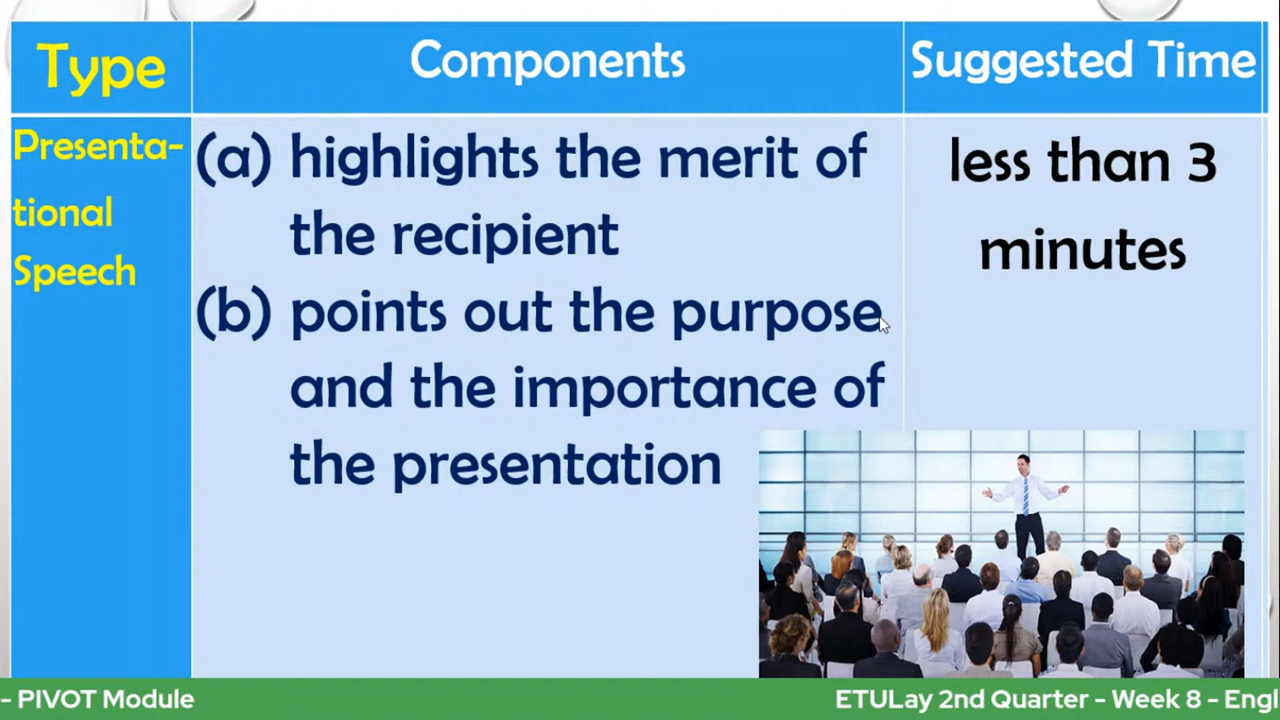 Type
Components
Suggested Time
Presenta-
tional
Speech
(a) highlights the merit of
the recipient
(b) points out the purpose
and the importance of
the presentation
less than 3
minutes
- PIVOT Module
ETULay 2nd Quarter - Week 8 - Engl